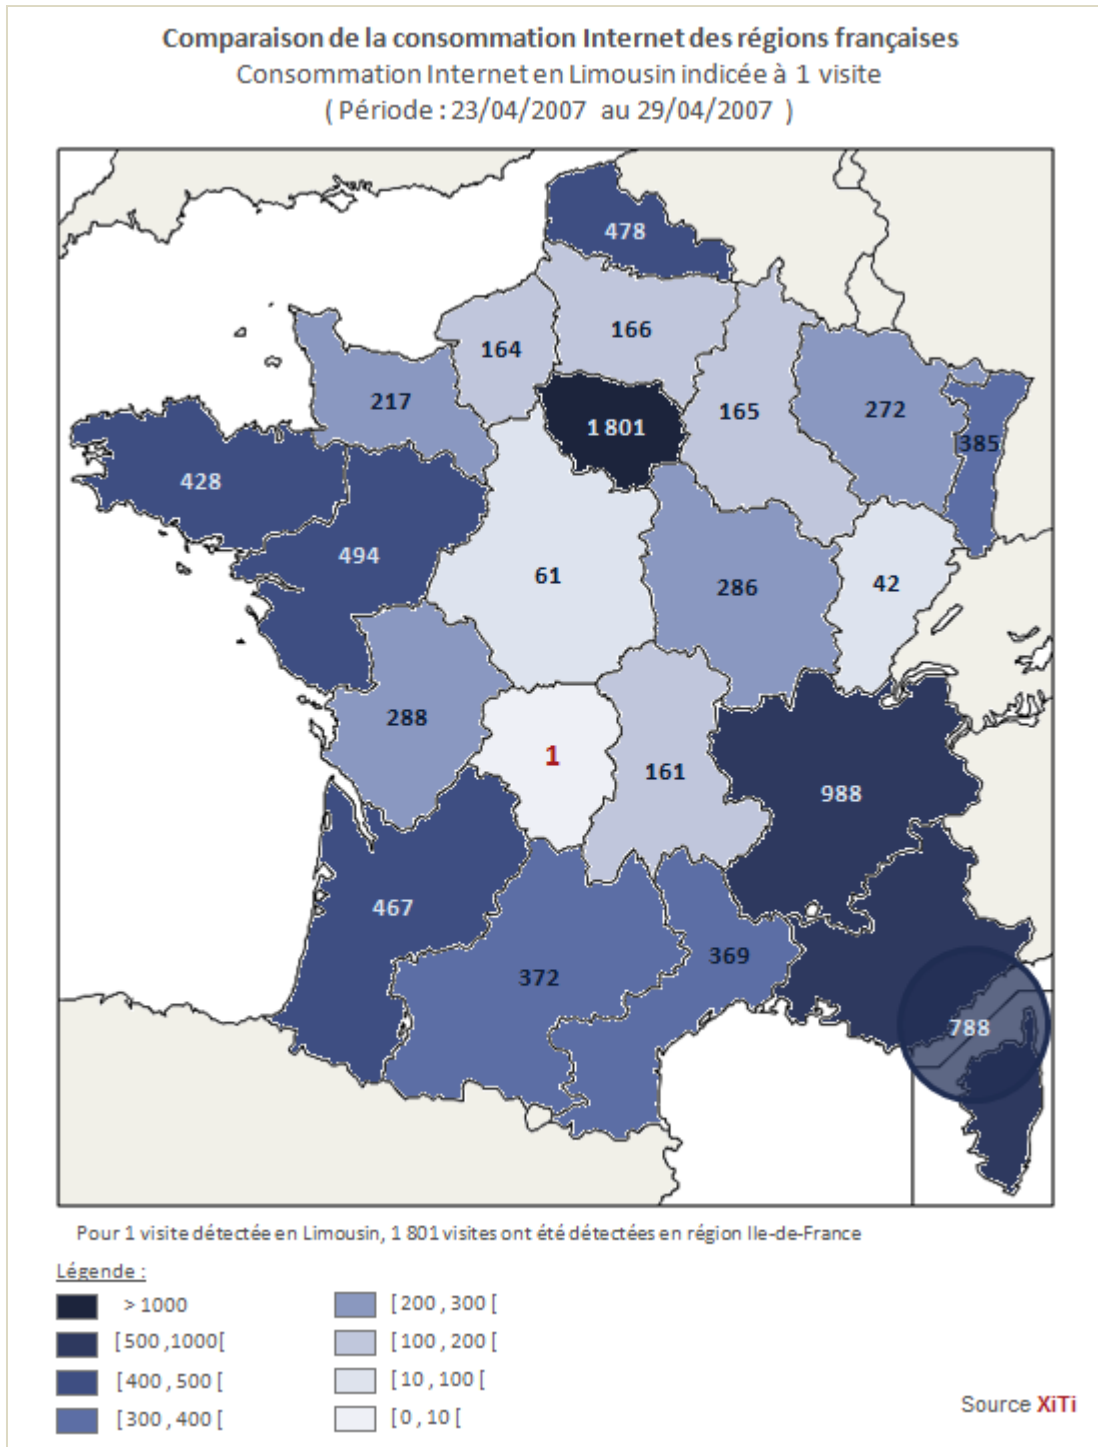 Comparaison de la consommation Internet des régions françaises
Consommation Internet en Limousin indicée à 1 visite
( Période : 23/04/2007 au 29/04/2007 )
478
166
164
217
1 801
165
272
385
428
494
61
286
42
288
1
161
988
467
372
369
788
Pour 1 visite détectée en Limousin, 1 801 visites ont été détectées en région Ile-de-France
Légende :
> 1000
[500 ,1000[
[400 , 500 [
[300 , 400 [
[ 200 , 300 [
[ 100 , 200 [
[ 10 , 100 [
[ 0 , 10 [
Source XiTi